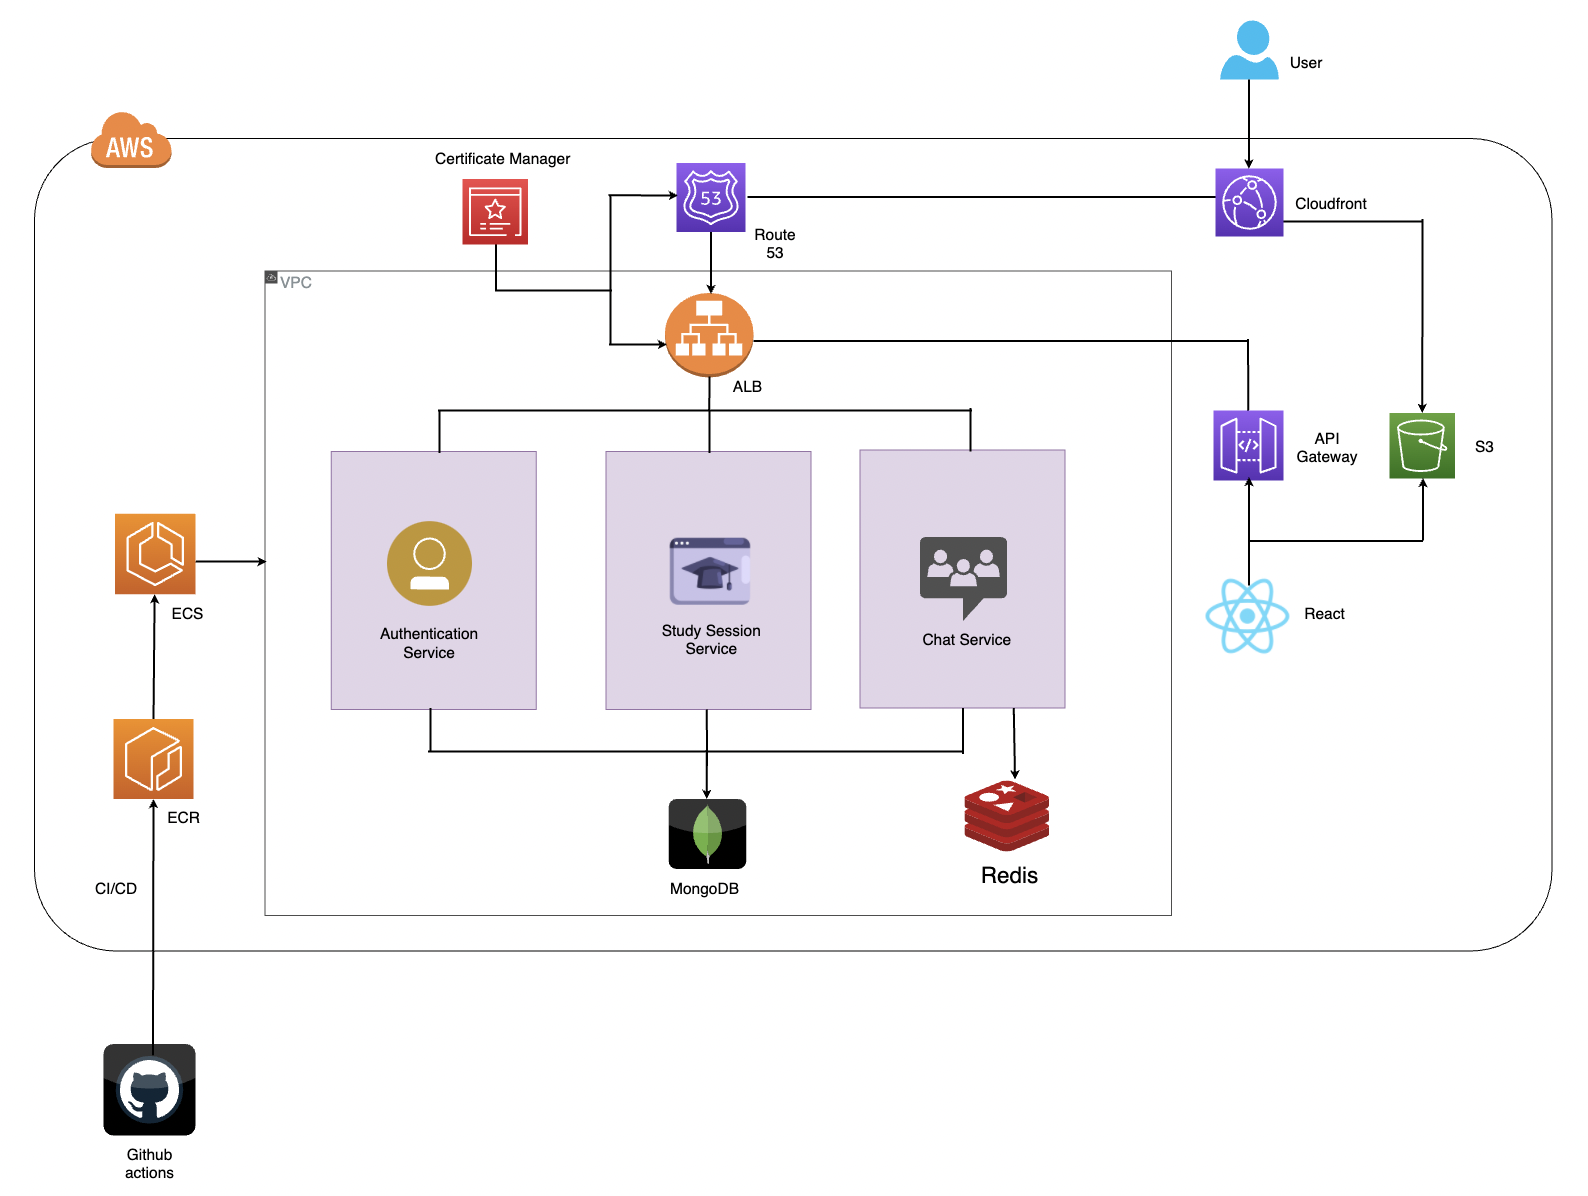 User
AWS
Certificate Manager
53
Route
53
Cloudfront
VPC
ALB
API
Gateway
</>
S3
Authentication
Service
Study Session
Service
Chat Service
React
ECS
ECR
CI/CD
MongoDB
Redis
Github
actions